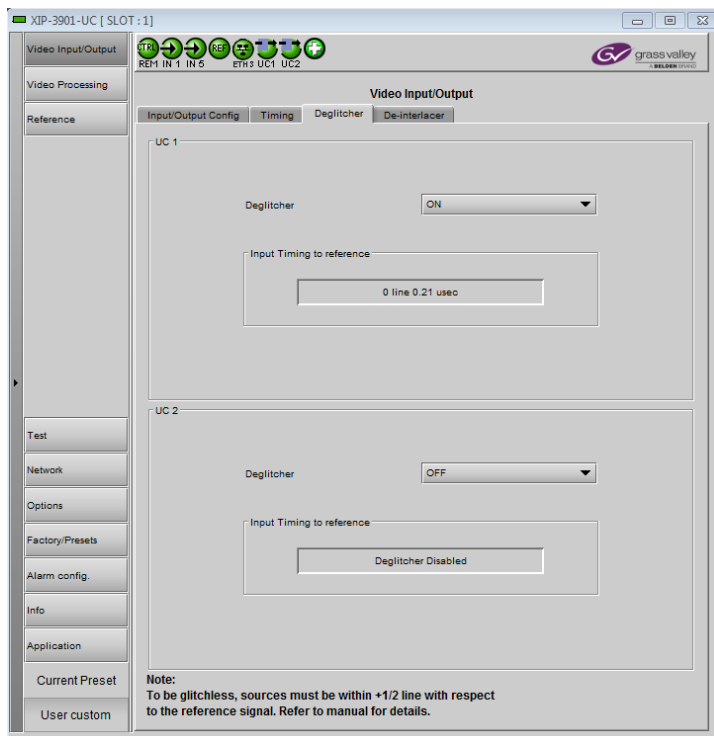 XIP-3901-UC [ SLOT : 1]
Video Input/Output
Video Processing
Reference
CTRL
REF
REM IN 1 IN 5 ETH 3 UC1 UC2
GV
grass valley
A BELDEN BRAND
Video Input/Output
Input/Output Config Timing Deglitcher De-interlacer
UC 1
Deglitcher ON
Input Timing to reference
0 line 0.21 usec
UC 2
Deglitcher OFF
Input Timing to reference
Deglitcher Disabled
Test
Network
Options
Factory/Presets
Alarm config.
Info
Application
Current Preset
User custom
Note:
To be glitchless, sources must be within +1/2 line with respect
to the reference signal. Refer to manual for details.